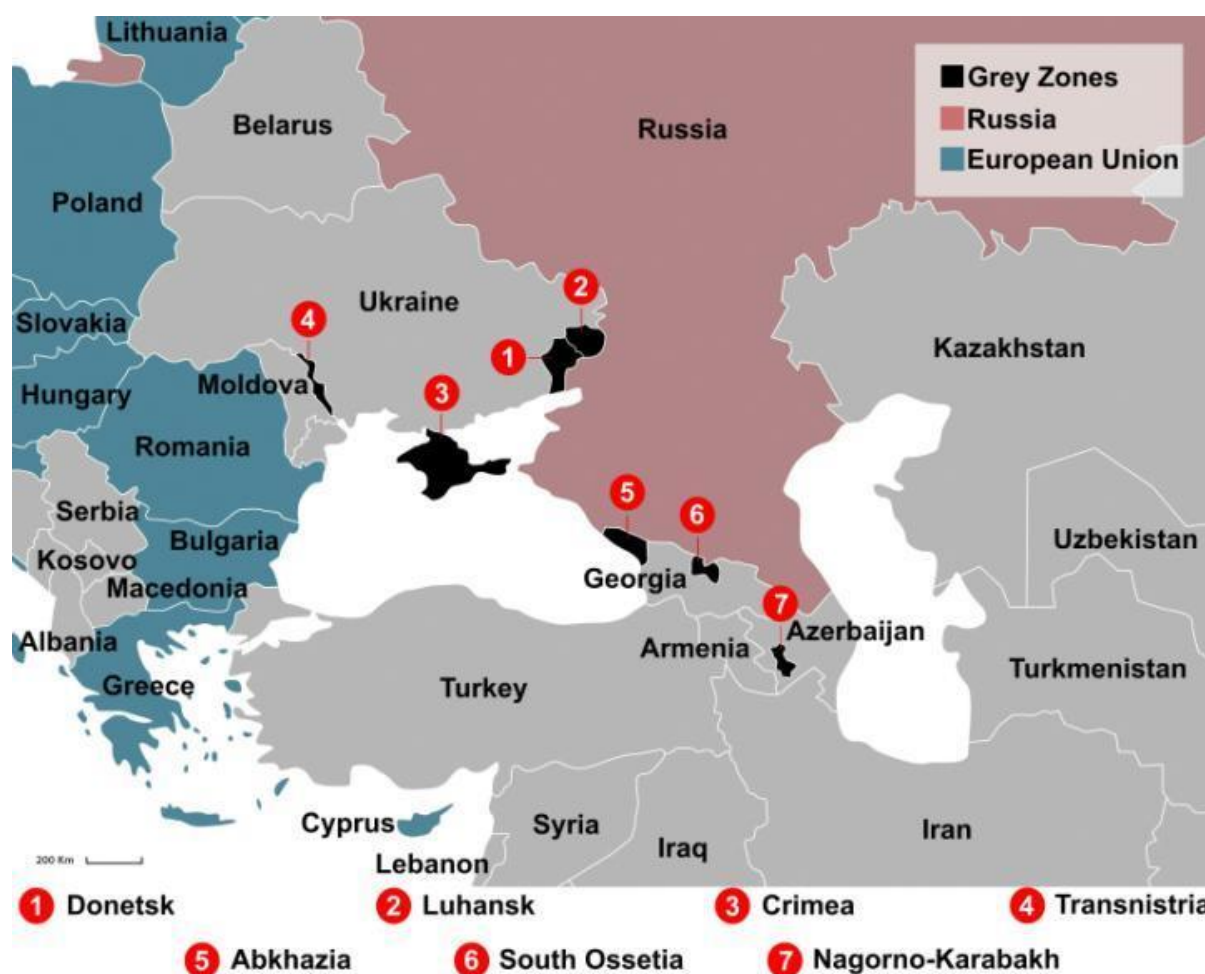 Lithuania
Grey Zones
Russia
European Union
Belarus
Russia
Poland
2
Ukraine
4
Slovakia
1
Kazakhstan
Moldova
Hungary
3
Romania
5
Serbia
6
Bulgaria
Uzbekistan
Kosovo
Georgia
Macedonia
7
Azerbaijan
Albania
Armenia
Turkmenistan
Greece
Turkey
Cyprus
Syria
Iran
Iraq
Lebanon
200 Km
1 Donetsk 2 Luhansk 3 Crimea 4 Transnistria
5 Abkhazia 6 South Ossetia 7 Nagorno-Karabakh